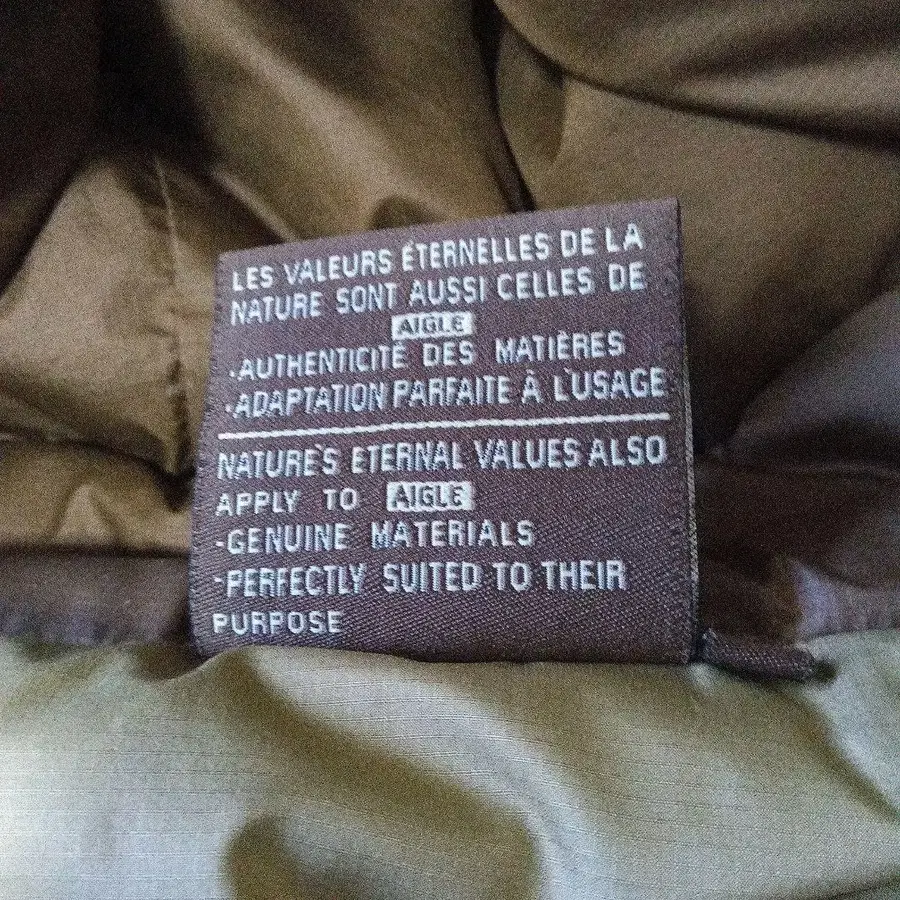 LES VALEURS ÉTERNELLES DE LA
NATURE SONT AUSSI CELLES DE
AIGLE
.AUTHENTICITÉ DES MATIÈRES
.ADAPTATION PARFAITE À L'USAGE
NATURE'S ETERNAL VALUES ALSO
APPLY TO AIGLE
-GENUINE MATERIALS
-PERFECTLY SUITED TO THEIR
PURPOSE